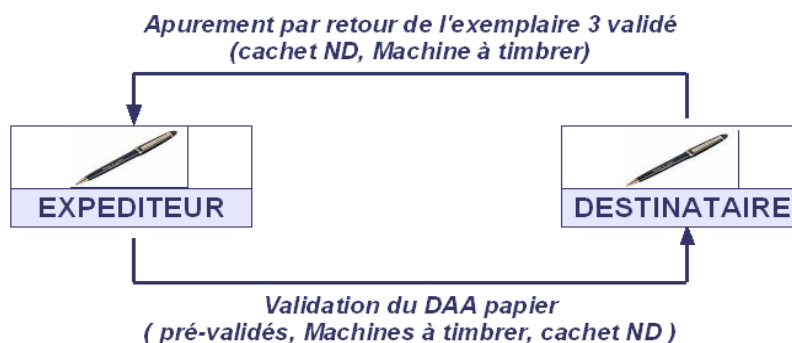 Apurement par retour de l'exemplaire 3 validé
(cachet ND, Machine à timbrer)
EXPEDITEUR
DESTINATAIRE
Validation du DAA papier
( pré-validés, Machines à timbrer, cachet ND )